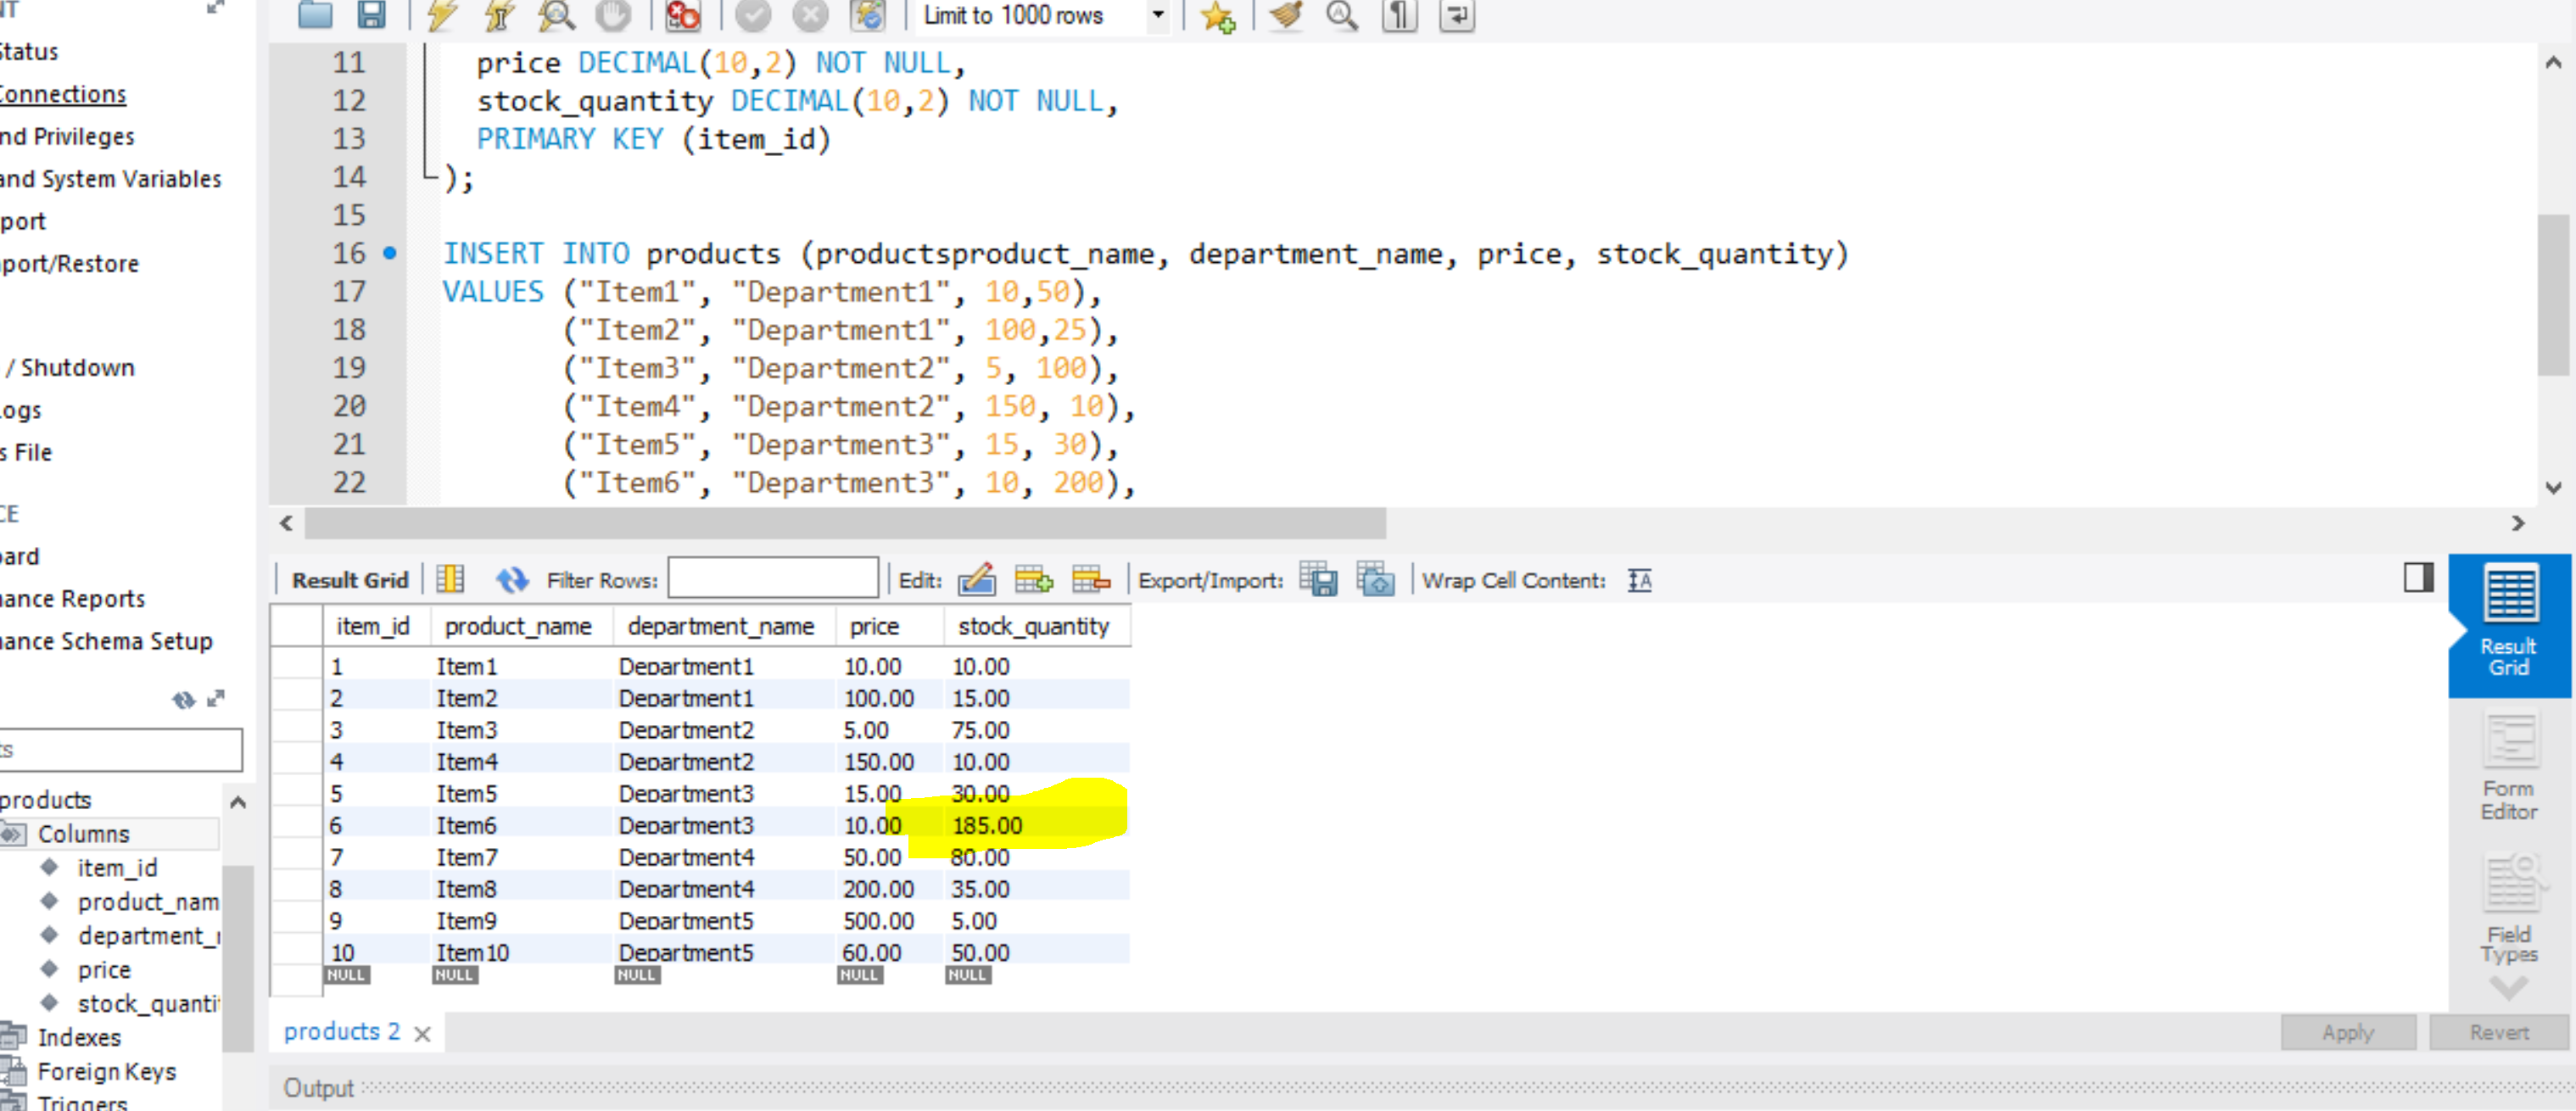 NT
Status
Connections
nd Privileges
and System Variables
port
port/Restore
/ Shutdown
Logs
s File
CE
oard
nance Reports
nance Schema Setup
ts
products
Columns
item_id
product_nam
department_r
price
stock_quantit
Indexes
Foreign Keys
Triggers
Limit to 1000 rows
11 price DECIMAL(10,2) NOT NULL,
12 stock_quantity DECIMAL(10,2) NOT NULL,
13 PRIMARY KEY (item_id)
14 );
15
16 INSERT INTO products (productsproduct_name, department_name, price, stock_quantity)
17 VALUES ("Item1", "Department1", 10,50),
18 ("Item2", "Department1", 100,25),
19 ("Item3", "Department2", 5, 100),
20 ("Item4", "Department2", 150, 10),
21 ("Item5", "Department3", 15, 30),
22 ("Item6", "Department3", 10, 200),
Result Grid Filter Rows: Edit: Export/Import: Wrap Cell Content:
item_id product_name department_name price stock_quantity
1 Item1 Department1 10.00 10.00
2 Item2 Department1 100.00 15.00
3 Item3 Department2 5.00 75.00
4 Item4 Department2 150.00 10.00
5 Item5 Department3 15.00 30.00
6 Item6 Department3 10.00 185.00
7 Item7 Department4 50.00 80.00
8 Item8 Department4 200.00 35.00
9 Item9 Department5 500.00 5.00
10 Item10 Department5 60.00 50.00
NULL NULL NULL NULL NULL
Result
Grid
Form
Editor
Field
Types
products 2
Apply Revert
Output